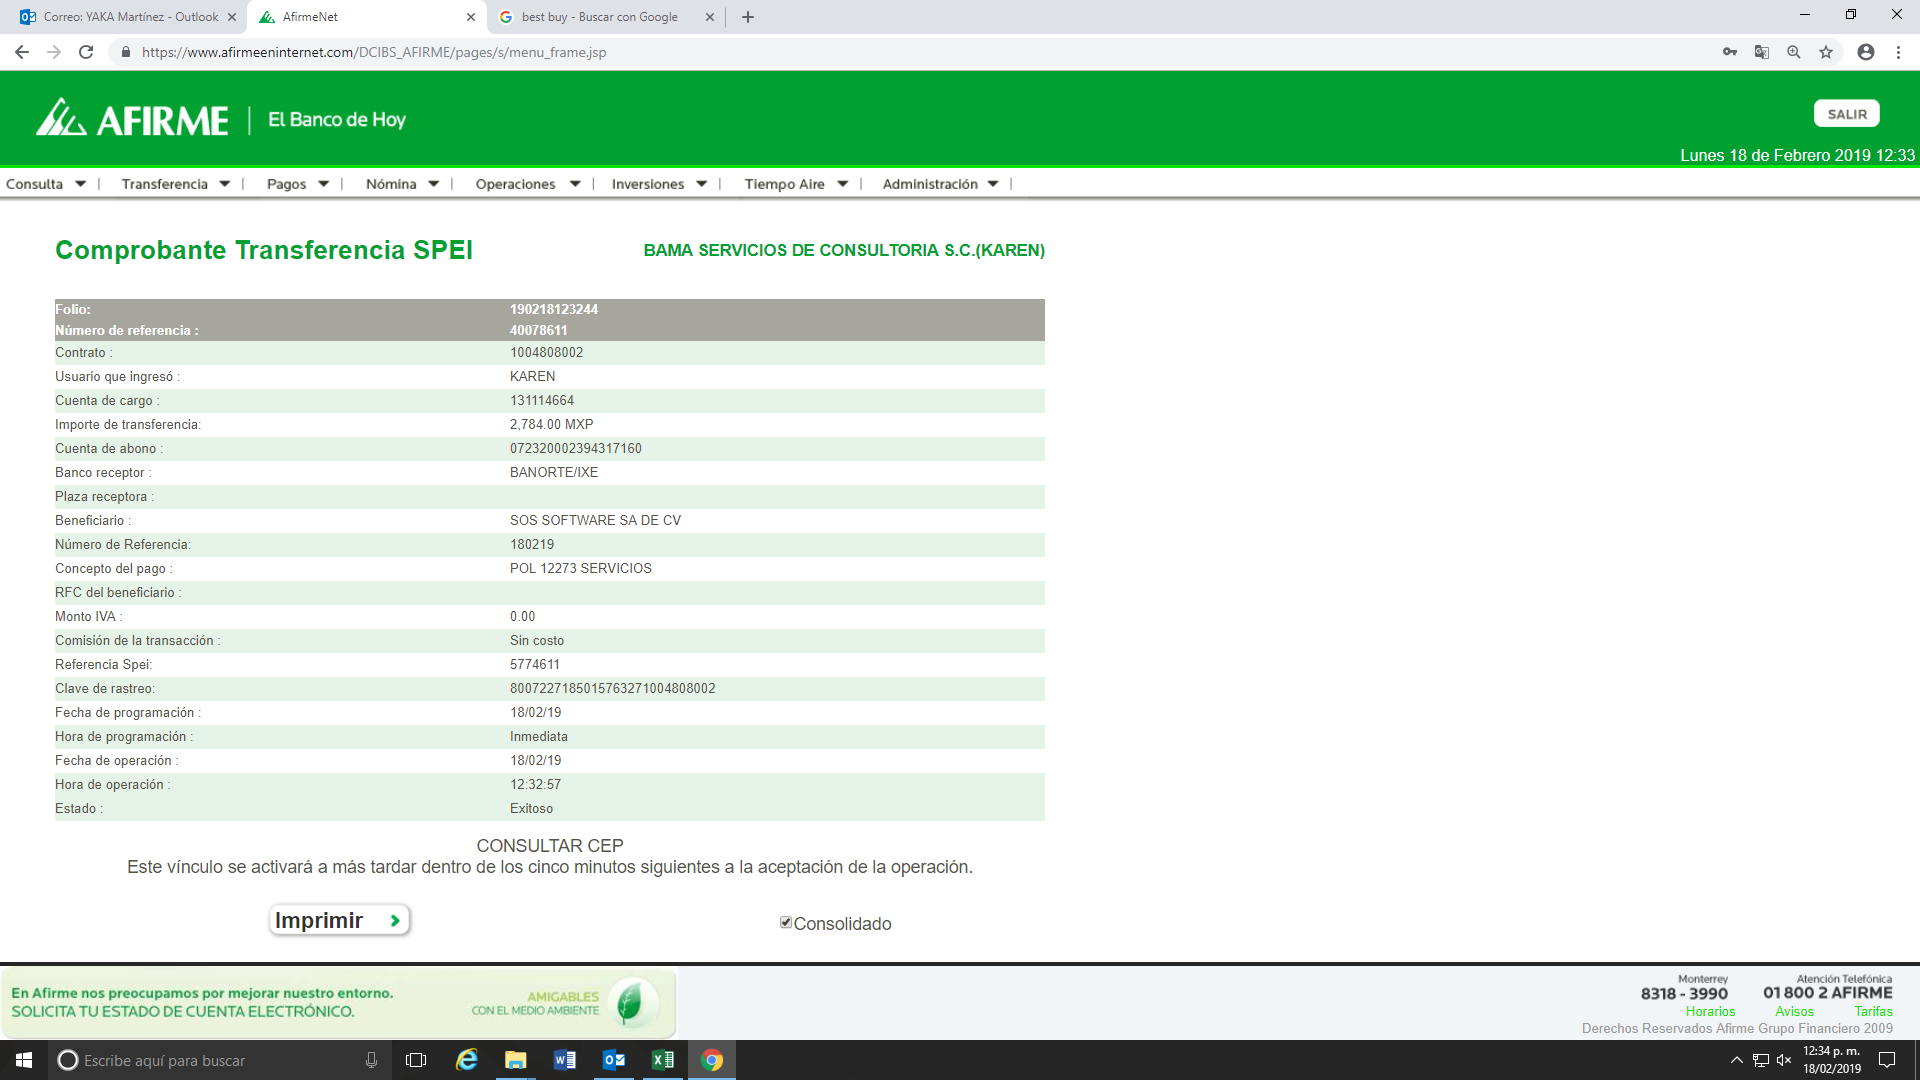 Correo: YAKA Martínez - Outlook
AfirmeNet
best buy - Buscar con Google
https://www.afirmeeninternet.com/DCIBS_AFIRME/pages/s/menu_frame.jsp
AFIRME | El Banco de Hoy
SALIR
Lunes 18 de Febrero 2019 12:33
Consulta | Transferencia | Pagos | Nómina | Operaciones | Inversiones | Tiempo Aire | Administración |
Comprobante Transferencia SPEI
BAMA SERVICIOS DE CONSULTORIA S.C.(KAREN)
Folio: 190218123244
Número de referencia : 40078611
Contrato : 1004808002
Usuario que ingresó : KAREN
Cuenta de cargo : 131114664
Importe de transferencia: 2,784.00 MXP
Cuenta de abono : 072320002394317160
Banco receptor : BANORTE/IXE
Plaza receptora :
Beneficiario : SOS SOFTWARE SA DE CV
Número de Referencia: 180219
Concepto del pago : POL 12273 SERVICIOS
RFC del beneficiario :
Monto IVA : 0.00
Comisión de la transacción : Sin costo
Referencia Spei: 5774611
Clave de rastreo: 8007227185015763271004808002
Fecha de programación : 18/02/19
Hora de programación : Inmediata
Fecha de operación : 18/02/19
Hora de operación : 12:32:57
Estado : Exitoso
CONSULTAR CEP
Este vínculo se activará a más tardar dentro de los cinco minutos siguientes a la aceptación de la operación.
Imprimir
Consolidado
En Afirme nos preocupamos por mejorar nuestro entorno.
SOLICITA TU ESTADO DE CUENTA ELECTRÓNICO.
AMIGABLES
CON EL MEDIO AMBIENTE
Monterrey
8318 - 3990
Atención Telefónica
01 800 2 AFIRME
Horarios Avisos Tarifas
Derechos Reservados Afirme Grupo Financiero 2009
Escribe aquí para buscar
12:34 p. m.
18/02/2019